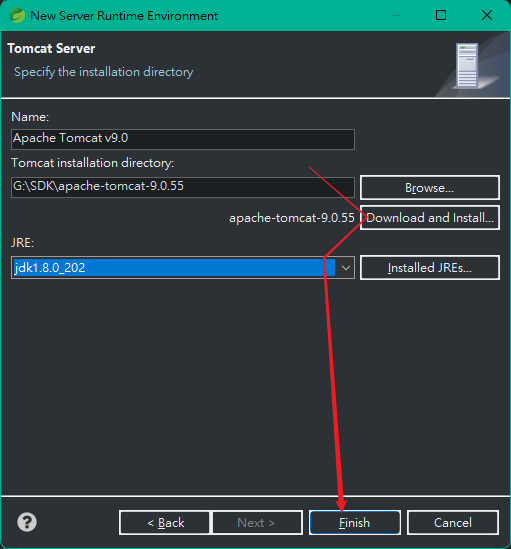 New Server Runtime Environment
Tomcat Server
Specify the installation directory
Name:
Apache Tomcat v9.0
Tomcat installation directory:
G:\SDK\apache-tomcat-9.0.55
Browse...
apache-tomcat-9.0.55
Download and Install...
JRE:
jdk1.8.0_202
Installed JREs...
?
< Back
Next >
Finish
Cancel